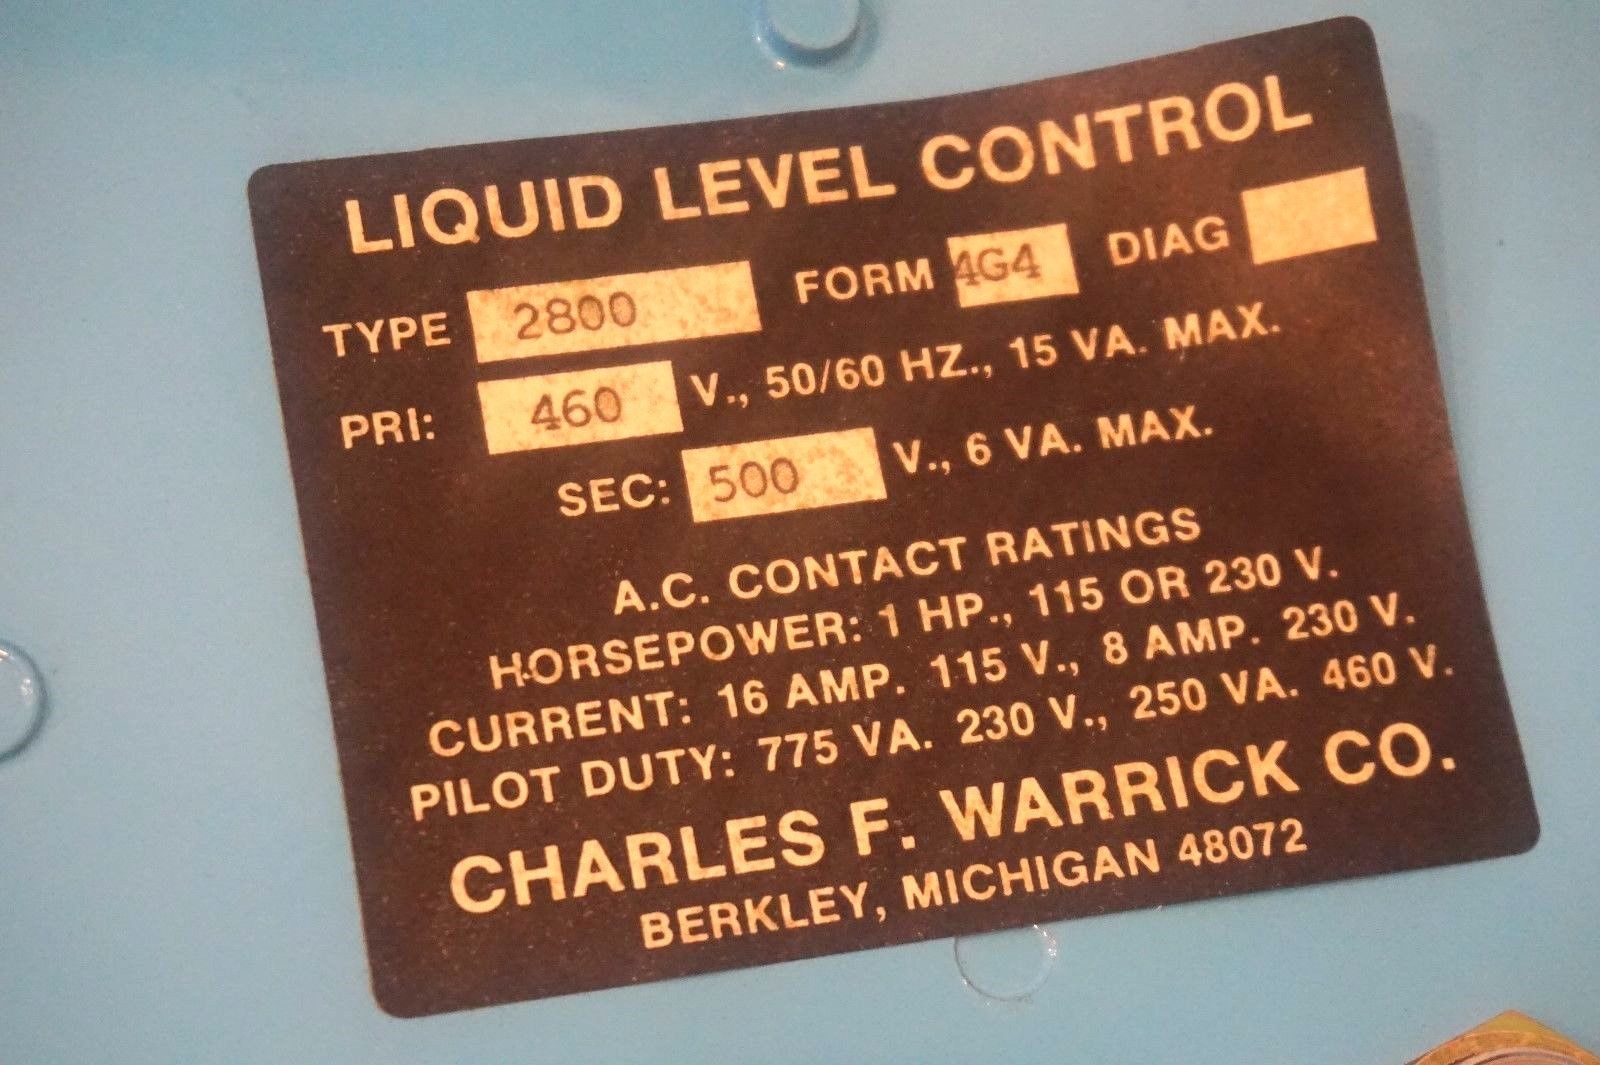 LIQUID LEVEL CONTROL
TYPE 2800 FORM 4G4 DIAG
PRI: 460 V., 50/60 HZ., 15 VA. MAX.
SEC: 500 V., 6 VA. MAX.
A.C. CONTACT RATINGS
HORSEPOWER: 1 HP., 115 OR 230 V.
CURRENT: 16 AMP. 115 V., 8 AMP. 230 V.
PILOT DUTY: 775 VA. 230 V., 250 VA. 460 V.
CHARLES F. WARRICK CO.
BERKLEY, MICHIGAN 48072